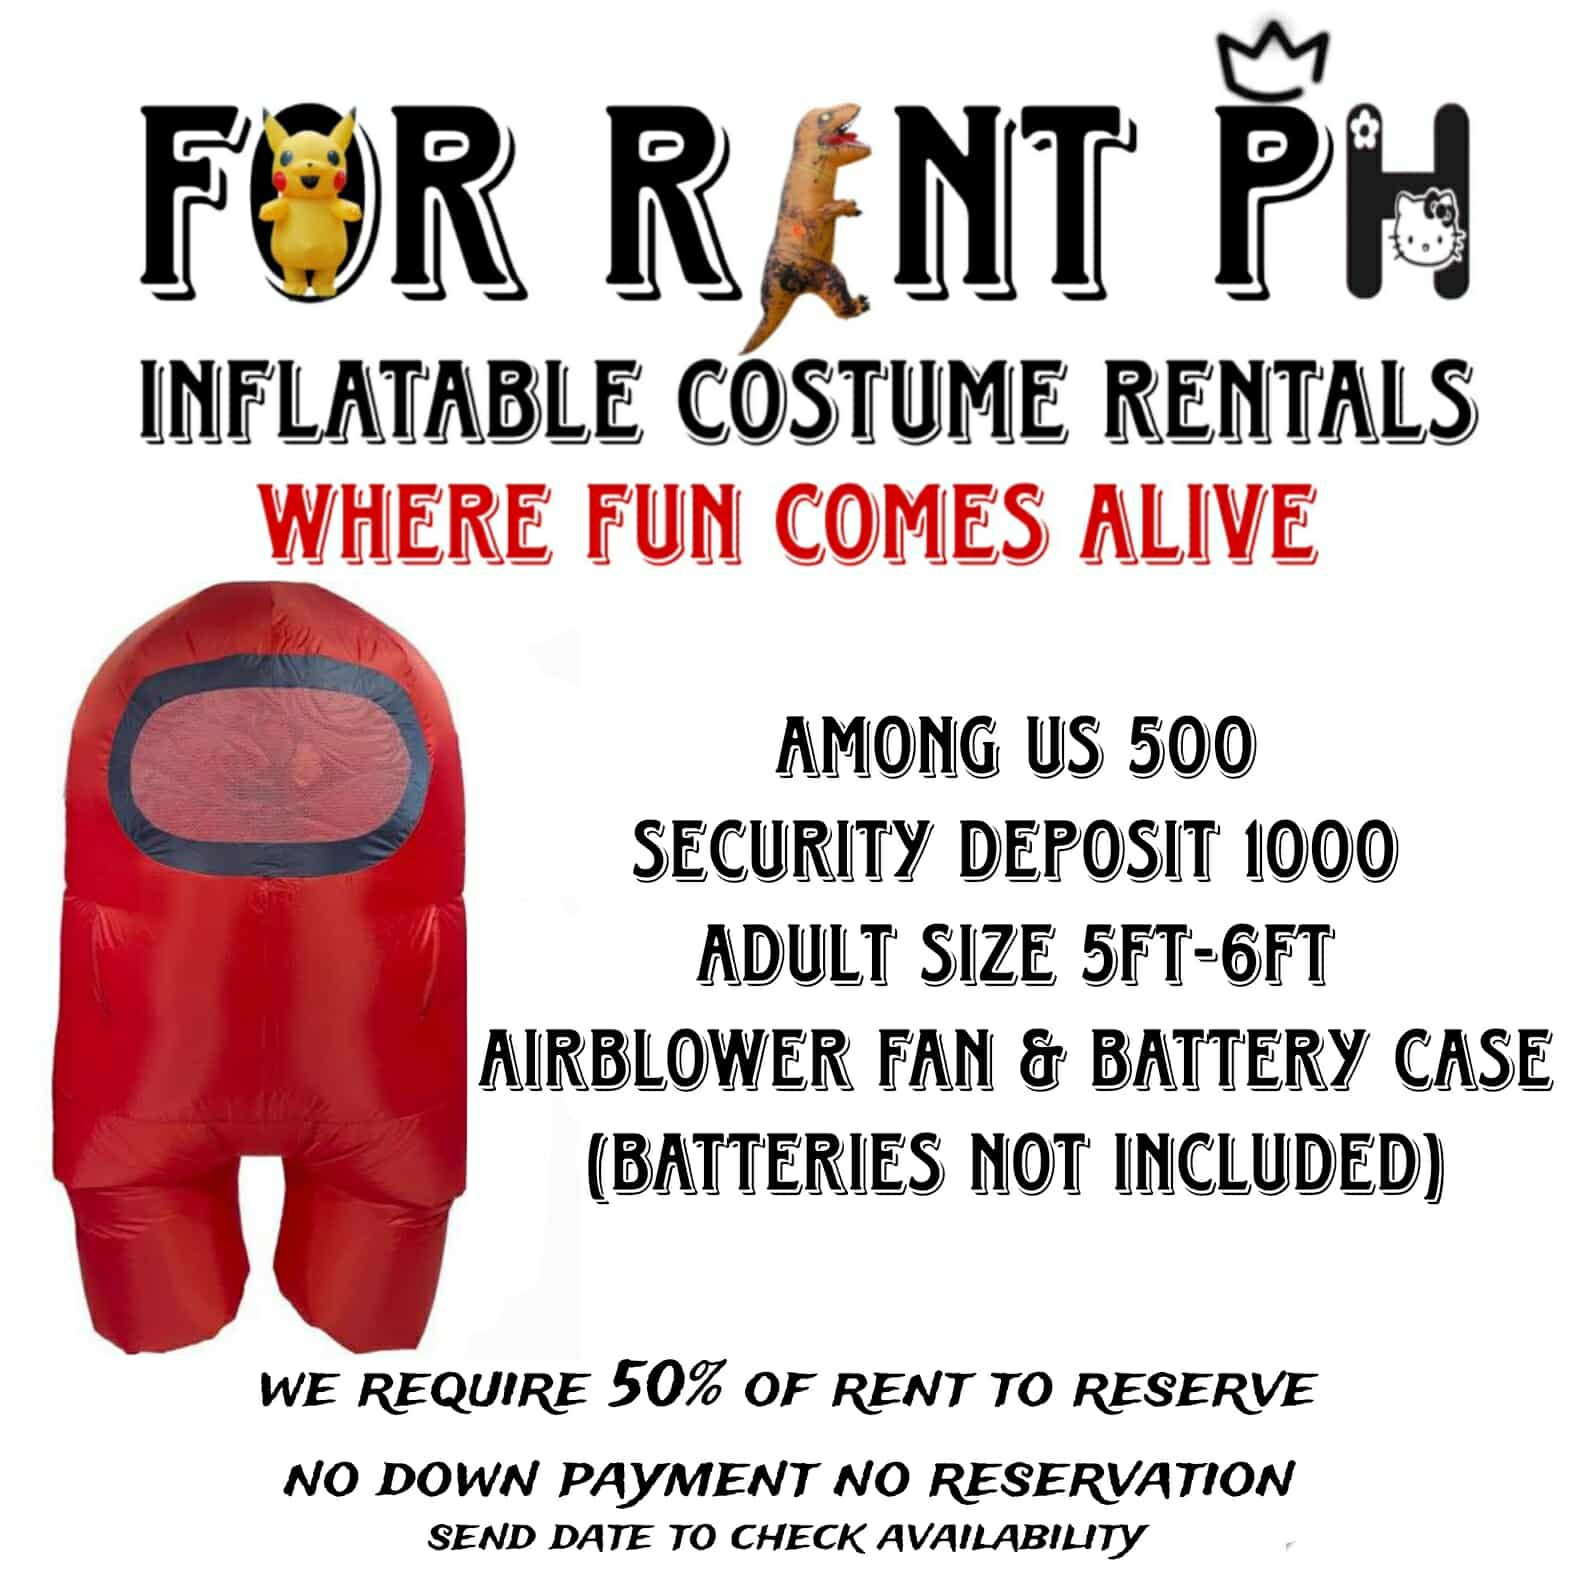 FOR RENT PH
INFLATABLE COSTUME RENTALS
WHERE FUN COMES ALIVE
AMONG US 500
SECURITY DEPOSIT 1000
ADULT SIZE 5FT-6FT
AIRBLOWER FAN & BATTERY CASE
(BATTERIES NOT INCLUDED)
WE REQUIRE 50% OF RENT TO RESERVE
NO DOWN PAYMENT NO RESERVATION
SEND DATE TO CHECK AVAILABILITY